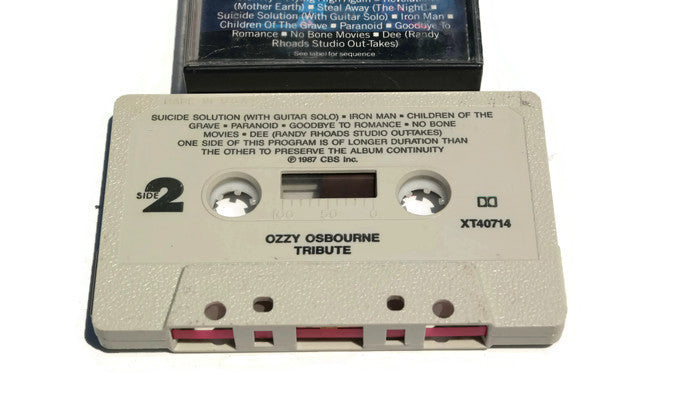 (Mother Earth) ▪ Steal Away (The Night)
Suicide Solution (With Guitar Solo) ▪ Iron Man ▪
Children Of The Grave ▪ Paranoid ▪ Goodbye To
Romance ▪ No Bone Movies ▪ Dee (Randy
Rhoads Studio Out-Takes)
See label for sequence.
SUICIDE SOLUTION (WITH GUITAR SOLO) • IRON MAN • CHILDREN OF THE
GRAVE • PARANOID • GOODBYE TO ROMANCE • NO BONE
MOVIES • DEE (RANDY RHOADS STUDIO OUTTAKES)
ONE SIDE OF THIS PROGRAM IS OF LONGER DURATION THAN
THE OTHER TO PRESERVE THE ALBUM CONTINUITY
℗ 1987 CBS Inc.
SIDE 2
100 50 0
XT40714
OZZY OSBOURNE
TRIBUTE